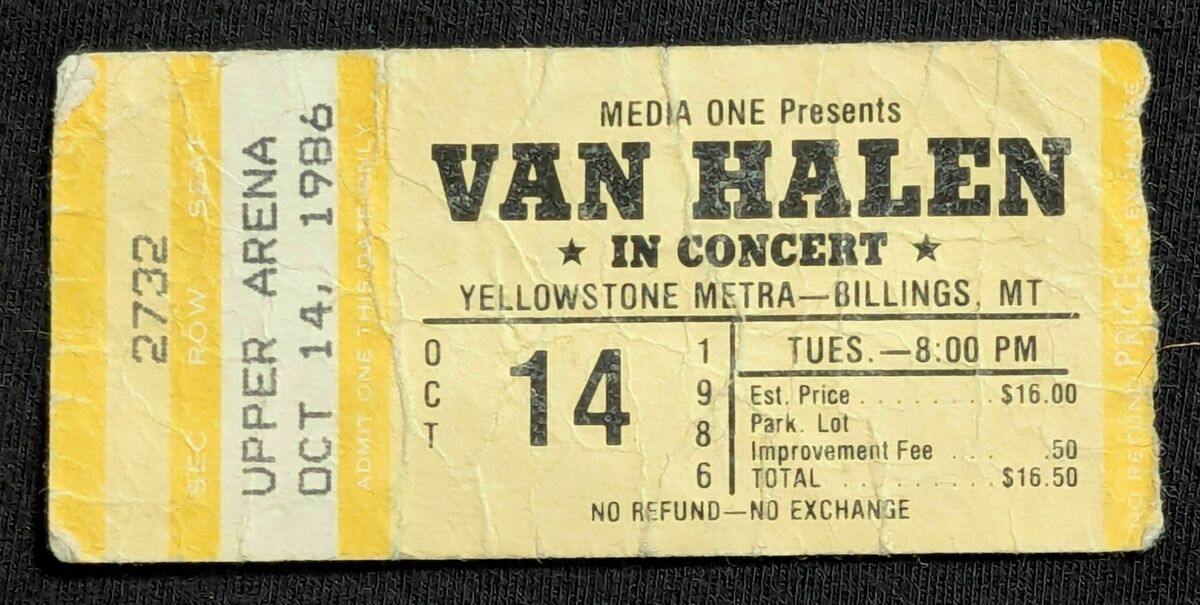 2732
SEC ROW SEAT
UPPER ARENA
OCT 14, 1986
ADMIT ONE THIS DATE ONLY
MEDIA ONE Presents
VAN HALEN
★ IN CONCERT ★
YELLOWSTONE METRA—BILLINGS, MT
OCT
14
1986
TUES.—8:00 PM
Est. Price . . . . . . . . $16.00
Park. Lot
Improvement Fee . . . .50
TOTAL . . . . . . . . . $16.50
NO REFUND—NO EXCHANGE
PRICE
EXCHANGE